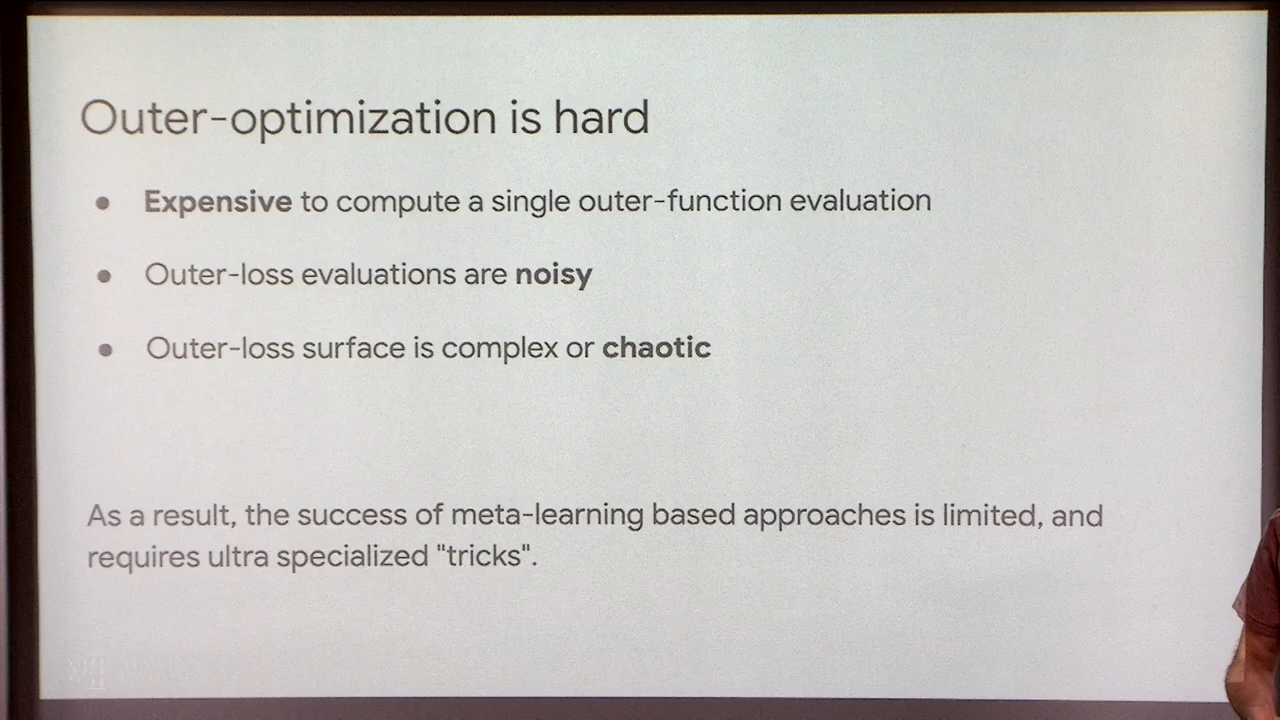 Outer-optimization is hard
● Expensive to compute a single outer-function evaluation
● Outer-loss evaluations are noisy
● Outer-loss surface is complex or chaotic
As a result, the success of meta-learning based approaches is limited, and
requires ultra specialized "tricks".